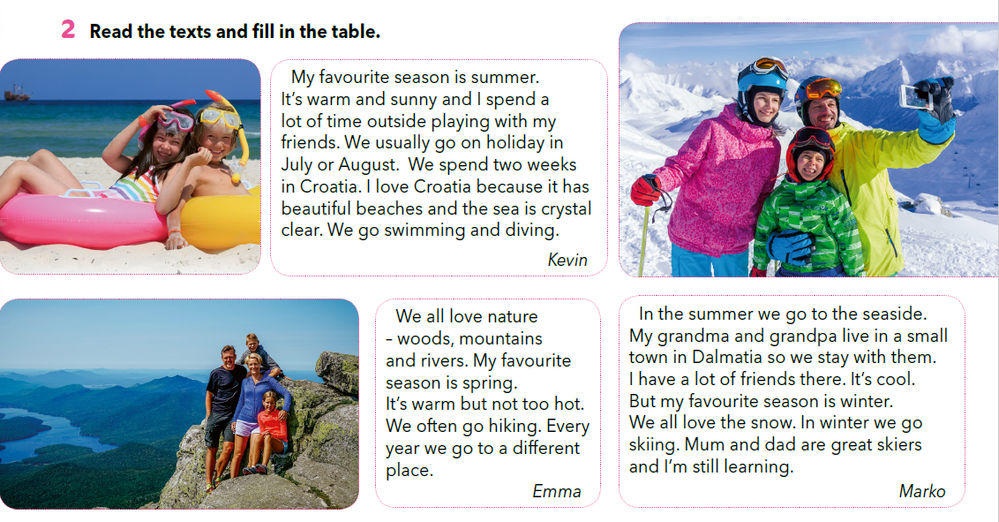 2 Read the texts and fill in the table.
My favourite season is summer.
It's warm and sunny and I spend a
lot of time outside playing with my
friends. We usually go on holiday in
July or August. We spend two weeks
in Croatia. I love Croatia because it has
beautiful beaches and the sea is crystal
clear. We go swimming and diving.
Kevin
We all love nature
– woods, mountains
and rivers. My favourite
season is spring.
It's warm but not too hot.
We often go hiking. Every
year we go to a different
place.
Emma
In the summer we go to the seaside.
My grandma and grandpa live in a small
town in Dalmatia so we stay with them.
I have a lot of friends there. It's cool.
But my favourite season is winter.
We all love the snow. In winter we go
skiing. Mum and dad are great skiers
and I'm still learning.
Marko